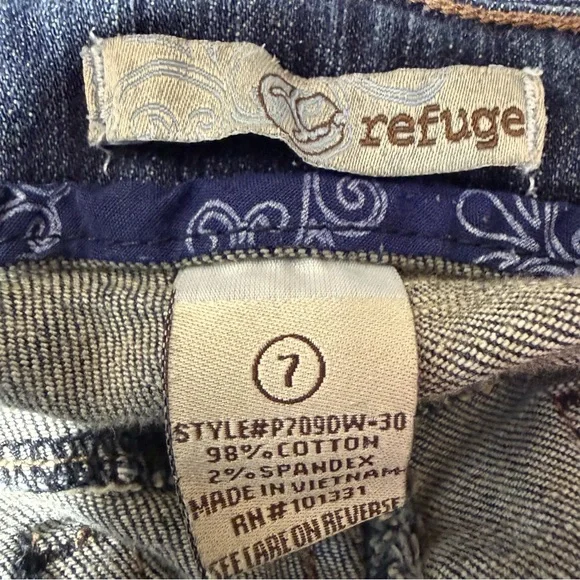 refuge
7
STYLE#P709DW-30
98% COTTON
2% SPANDEX
MADE IN VIETNAM
RN# 101331
SEE CARE ON REVERSE